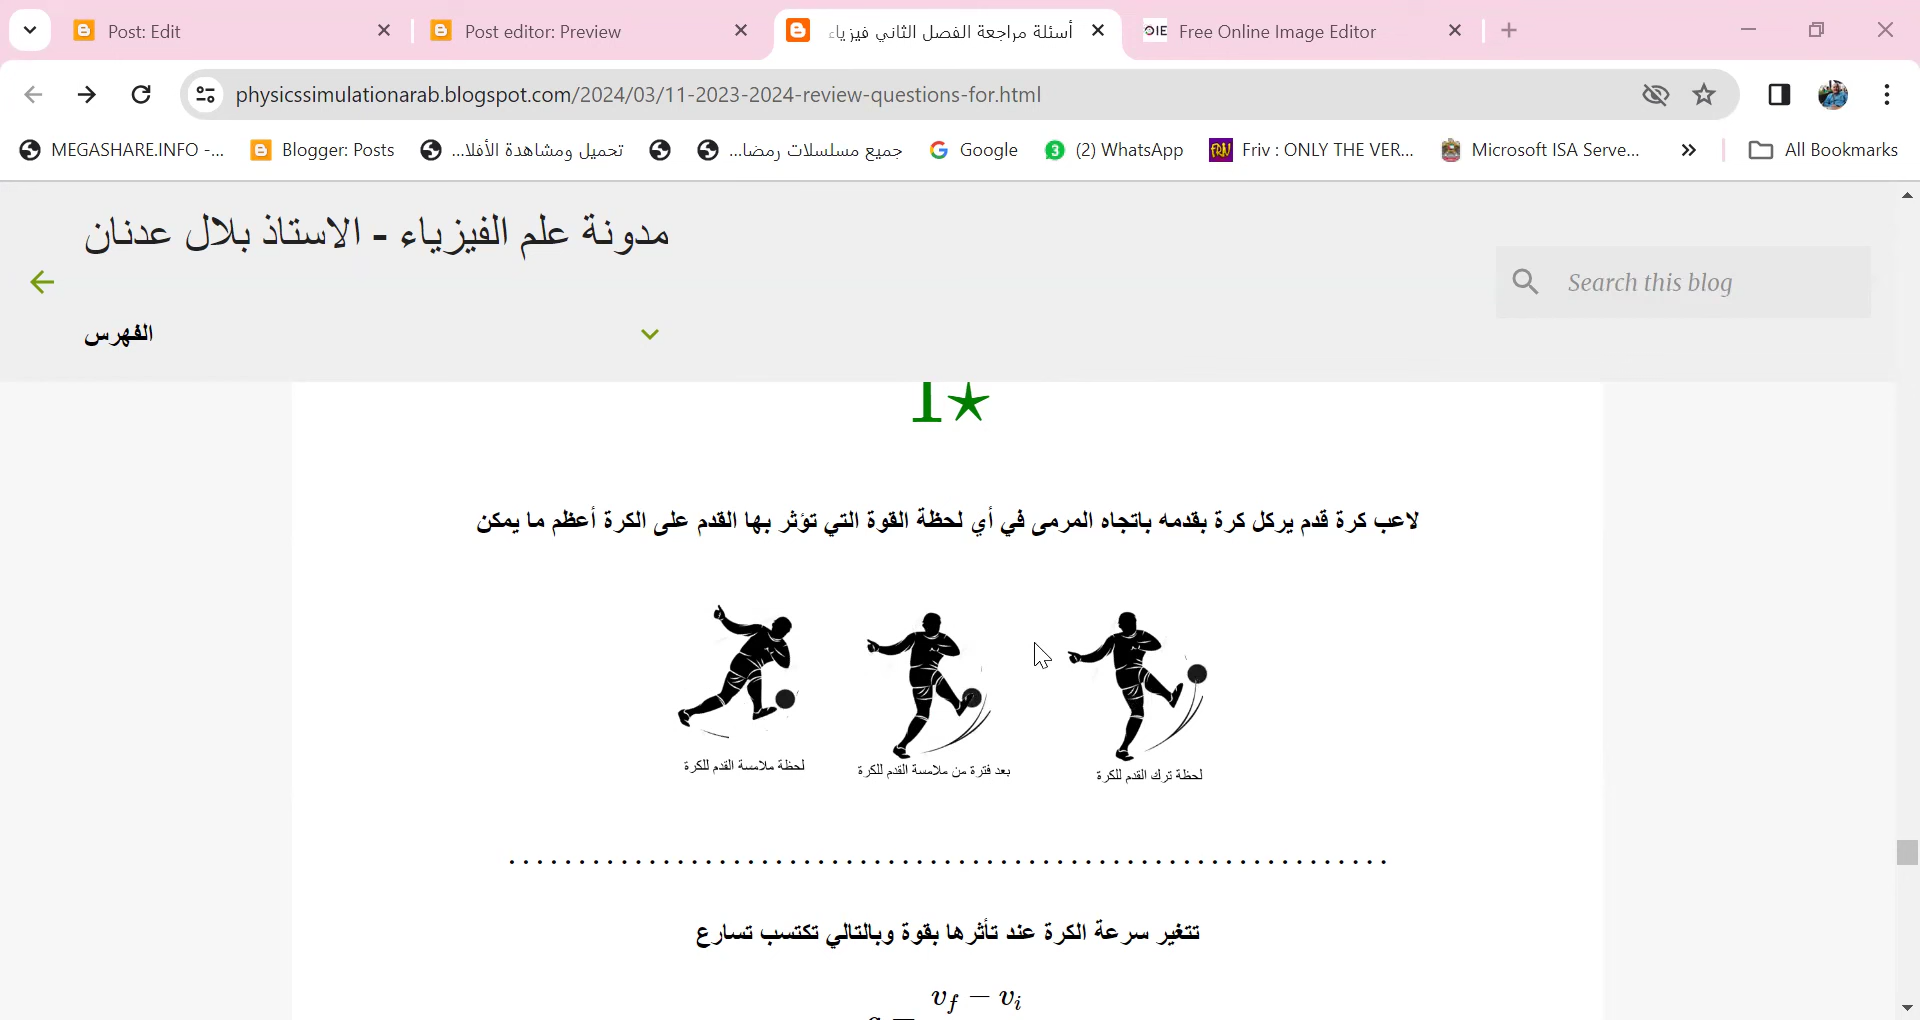 Post: Edit
Post editor: Preview
أسئلة مراجعة الفصل الثاني فيزياء
OIE Free Online Image Editor
physicssimulationarab.blogspot.com/2024/03/11-2023-2024-review-questions-for.html
MEGASHARE.INFO -...
Blogger: Posts
تحميل ومشاهدة الأفلا...
جميع مسلسلات رمضا...
Google
3 (2) WhatsApp
FRIV Friv : ONLY THE VER...
Microsoft ISA Serve...
» All Bookmarks
مدونة علم الفيزياء - الاستاذ بلال عدنان
Search this blog
الفهرس
لاعب كرة قدم يركل كرة بقدمه باتجاه المرمى في أي لحظة القوة التي تؤثر بها القدم على الكرة أعظم ما يمكن
لحظة ملامسة القدم للكرة
بعد فترة من ملامسة القدم للكرة
لحظة ترك القدم للكرة
..............................................................
تتغير سرعة الكرة عند تأثرها بقوة وبالتالي تكتسب تسارع
v_f − v_i